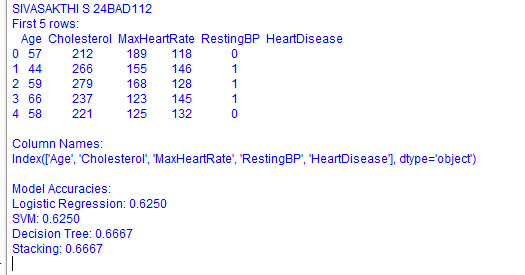 SIVASAKTHI S 24BAD112
First 5 rows:
Age Cholesterol MaxHeartRate RestingBP HeartDisease
0 57 212 189 118 0
1 44 266 155 146 1
2 59 279 168 128 1
3 66 237 123 145 1
4 58 221 125 132 0
Column Names:
Index(['Age', 'Cholesterol', 'MaxHeartRate', 'RestingBP', 'HeartDisease'], dtype='object')
Model Accuracies:
Logistic Regression: 0.6250
SVM: 0.6250
Decision Tree: 0.6667
Stacking: 0.6667